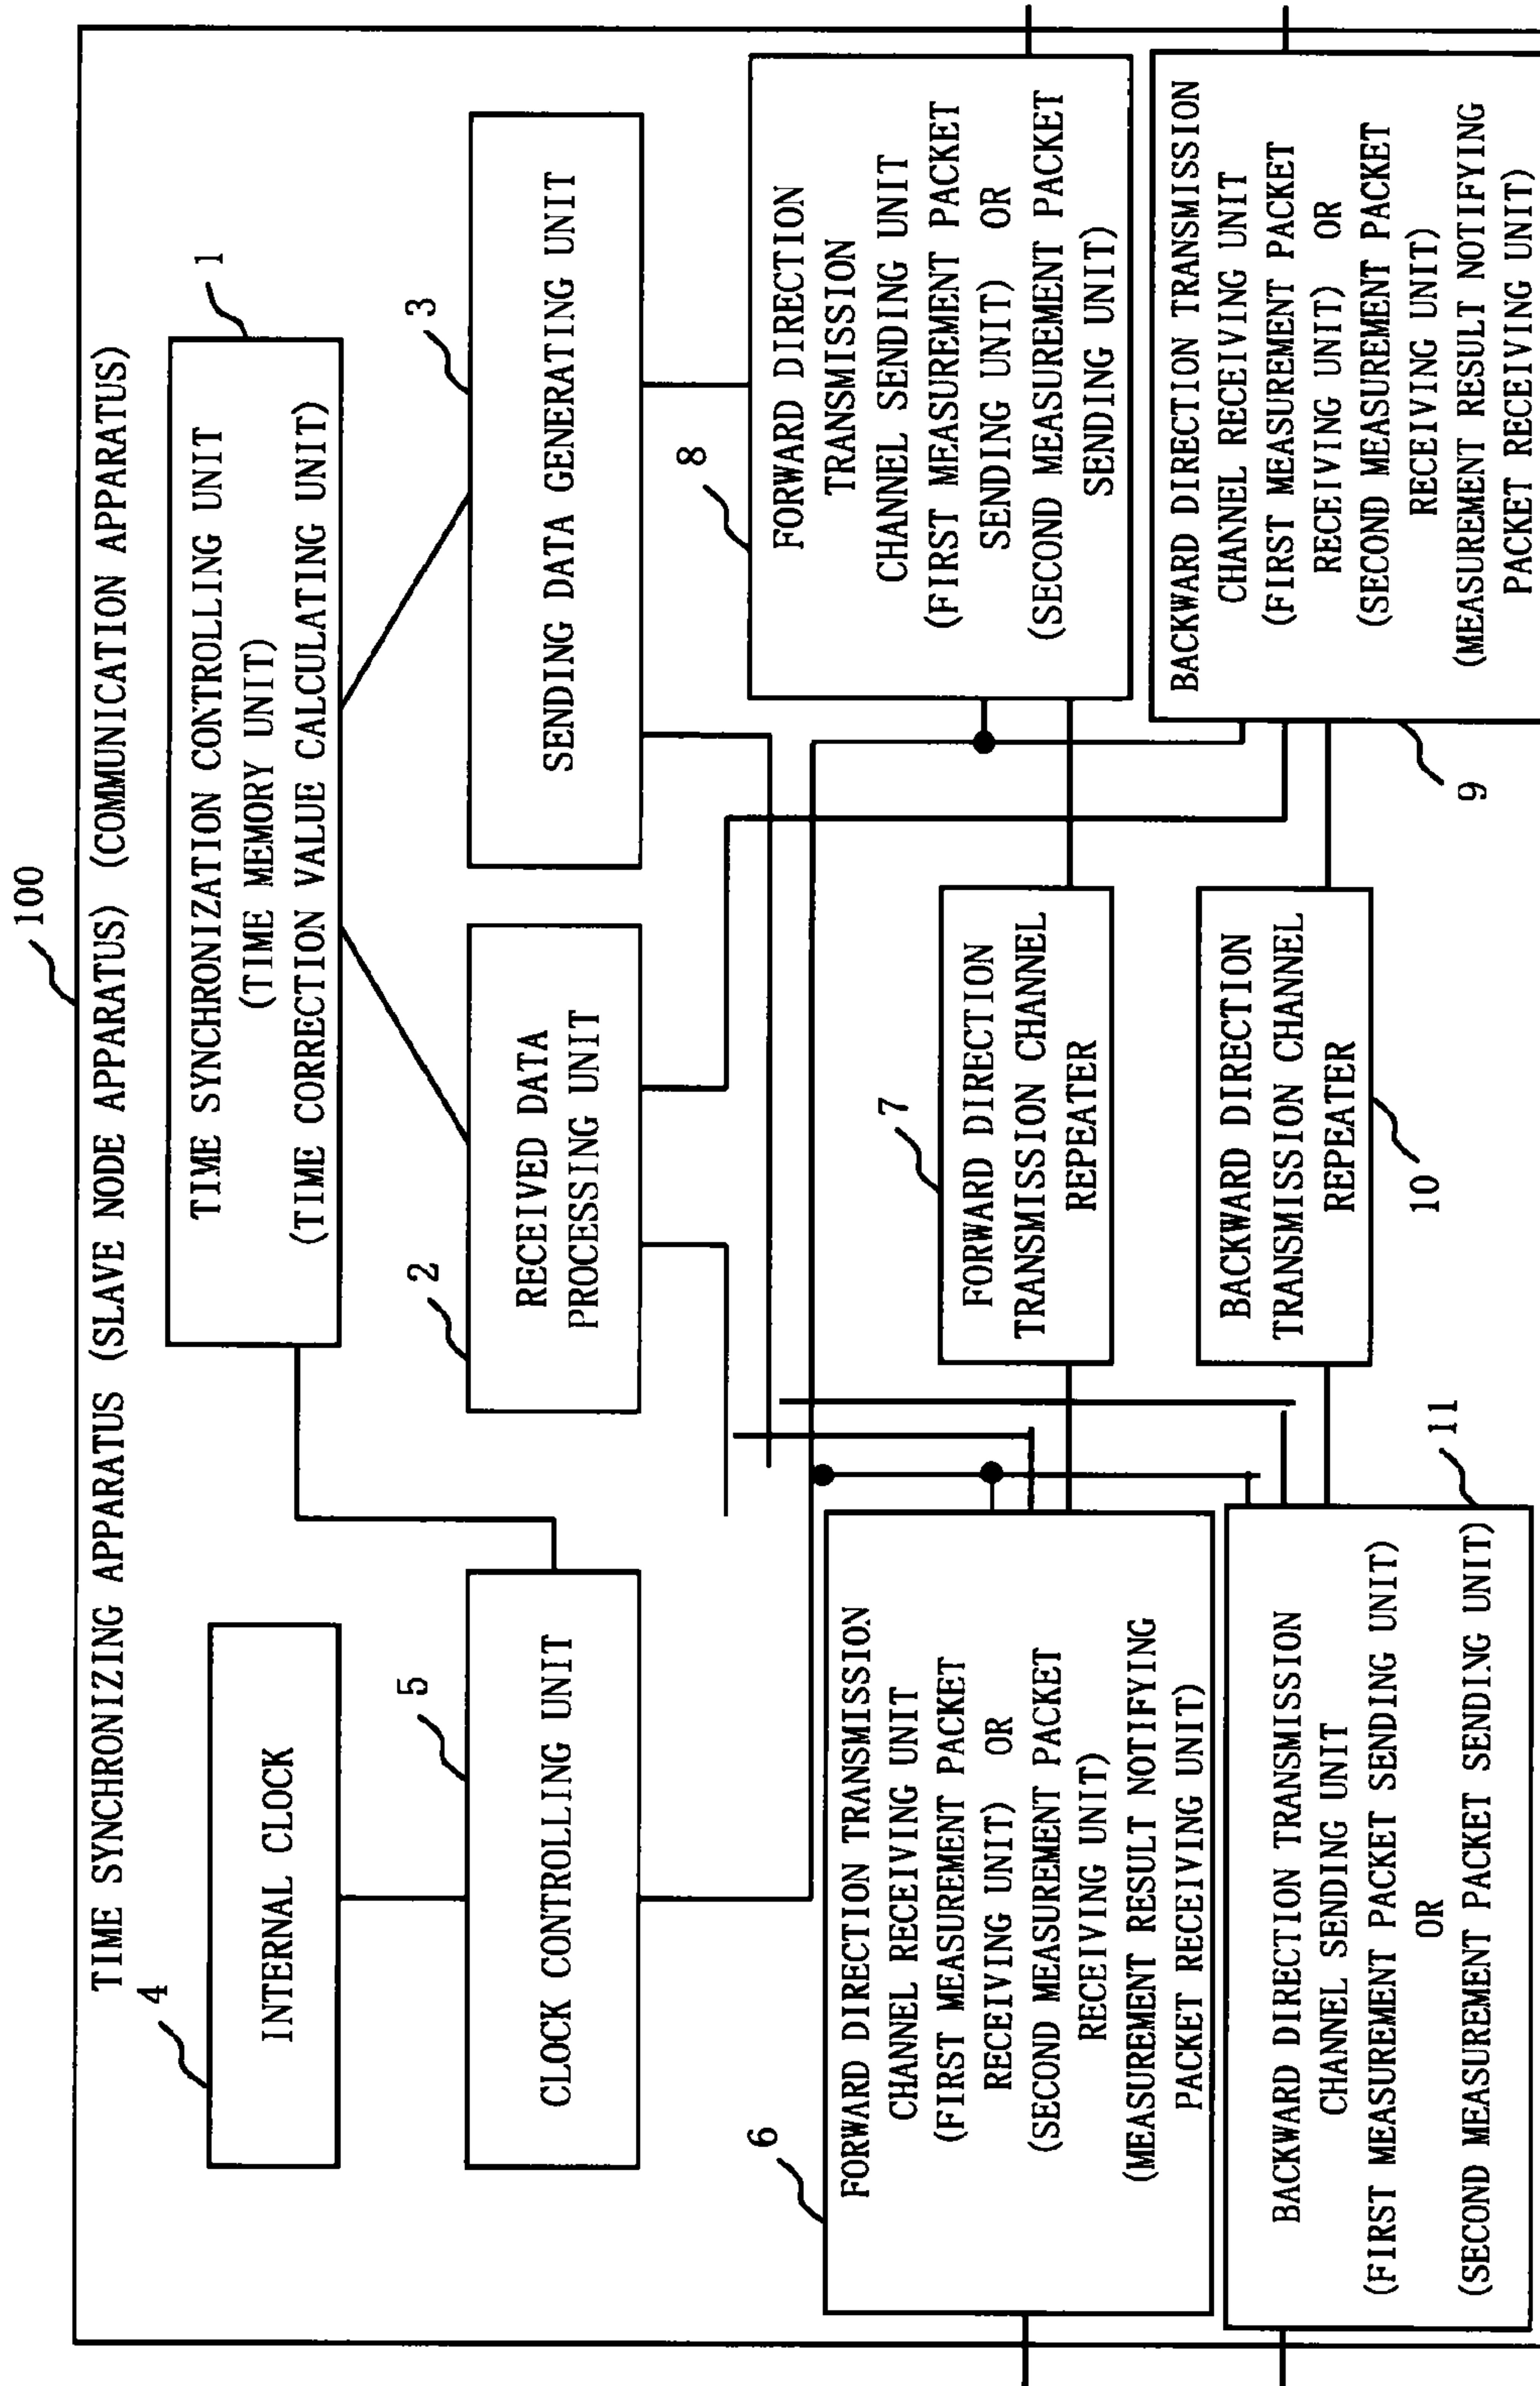 100
TIME SYNCHRONIZING APPARATUS (SLAVE NODE APPARATUS) (COMMUNICATION APPARATUS)
1
TIME SYNCHRONIZATION CONTROLLING UNIT
(TIME MEMORY UNIT)
(TIME CORRECTION VALUE CALCULATING UNIT)
4
INTERNAL CLOCK
5
CLOCK CONTROLLING UNIT
2
RECEIVED DATA
PROCESSING UNIT
3
SENDING DATA GENERATING UNIT
6
FORWARD DIRECTION TRANSMISSION
CHANNEL RECEIVING UNIT
(FIRST MEASUREMENT PACKET
RECEIVING UNIT) OR
(SECOND MEASUREMENT PACKET
RECEIVING UNIT)
(MEASUREMENT RESULT NOTIFYING
PACKET RECEIVING UNIT)
7
FORWARD DIRECTION
TRANSMISSION CHANNEL
REPEATER
8
FORWARD DIRECTION
TRANSMISSION
CHANNEL SENDING UNIT
(FIRST MEASUREMENT PACKET
SENDING UNIT) OR
(SECOND MEASUREMENT PACKET
SENDING UNIT)
11
BACKWARD DIRECTION TRANSMISSION
CHANNEL SENDING UNIT
(FIRST MEASUREMENT PACKET SENDING UNIT)
OR
(SECOND MEASUREMENT PACKET SENDING UNIT)
BACKWARD DIRECTION
TRANSMISSION CHANNEL
REPEATER
10
BACKWARD DIRECTION TRANSMISSION
CHANNEL RECEIVING UNIT
(FIRST MEASUREMENT PACKET
RECEIVING UNIT) OR
(SECOND MEASUREMENT PACKET
RECEIVING UNIT)
(MEASUREMENT RESULT NOTIFYING
PACKET RECEIVING UNIT)
9